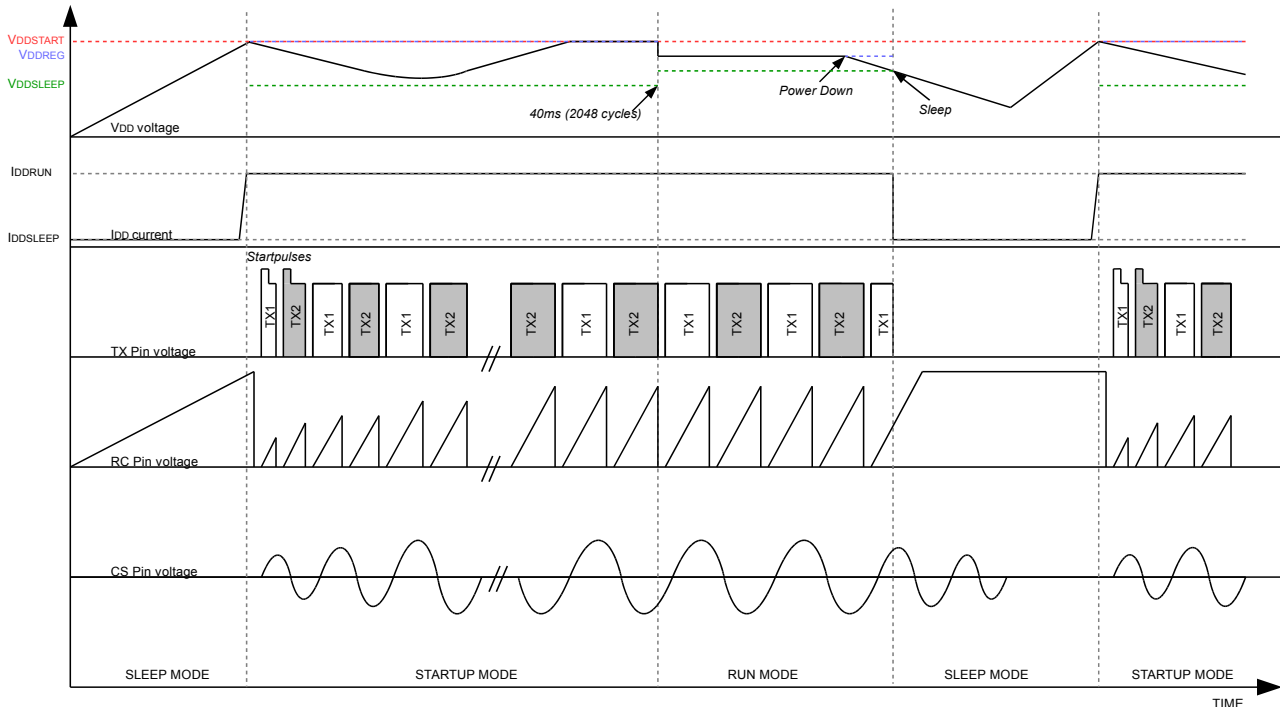 VDDSTART
VDDREG
VDDSLEEP
40ms (2048 cycles)
Power Down
Sleep
VDD voltage
IDDRUN
IDDSLEEP
IDD current
Startpulses
TX1
TX2
TX1
TX2
TX1
TX2
TX2
TX1
TX2
TX1
TX2
TX1
TX2
TX1
TX1
TX2
TX1
TX2
TX Pin voltage
RC Pin voltage
CS Pin voltage
SLEEP MODE
STARTUP MODE
RUN MODE
SLEEP MODE
STARTUP MODE
TIME